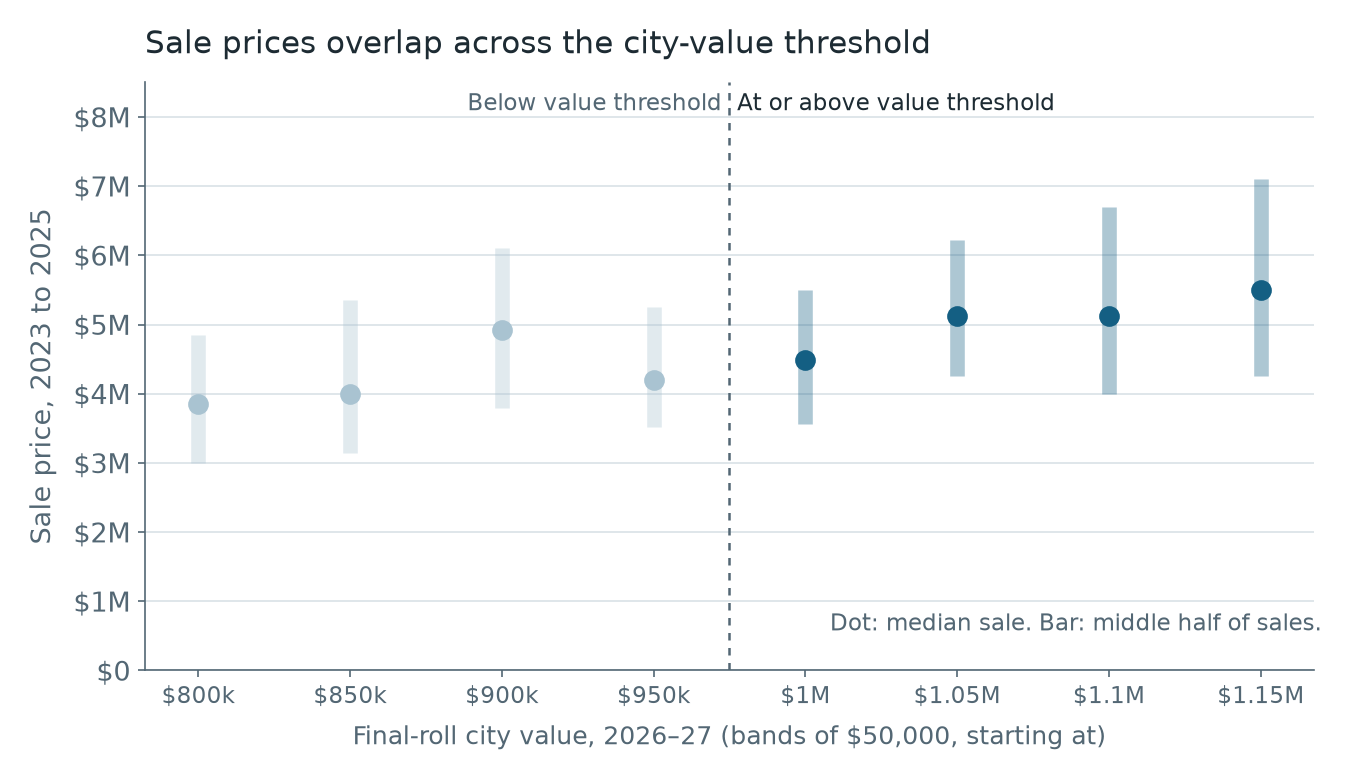 Sale prices overlap across the city-value threshold
Below value threshold
At or above value threshold
$8M
$7M
$6M
$5M
$4M
$3M
$2M
$1M
$0
Sale price, 2023 to 2025
Dot: median sale. Bar: middle half of sales.
$800k
$850k
$900k
$950k
$1M
$1.05M
$1.1M
$1.15M
Final-roll city value, 2026–27 (bands of $50,000, starting at)